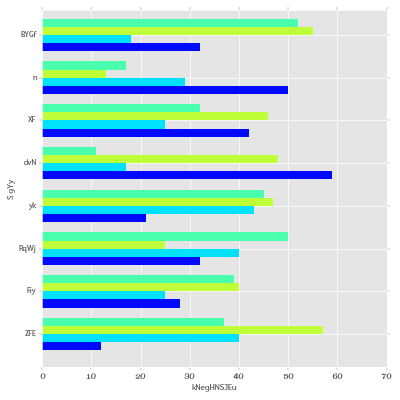 BYGf
n
XF
dvN
yk
RqWj
Fiy
ZFE
S gYy
0 10 20 30 40 50 60 70
kNegHNSJEu